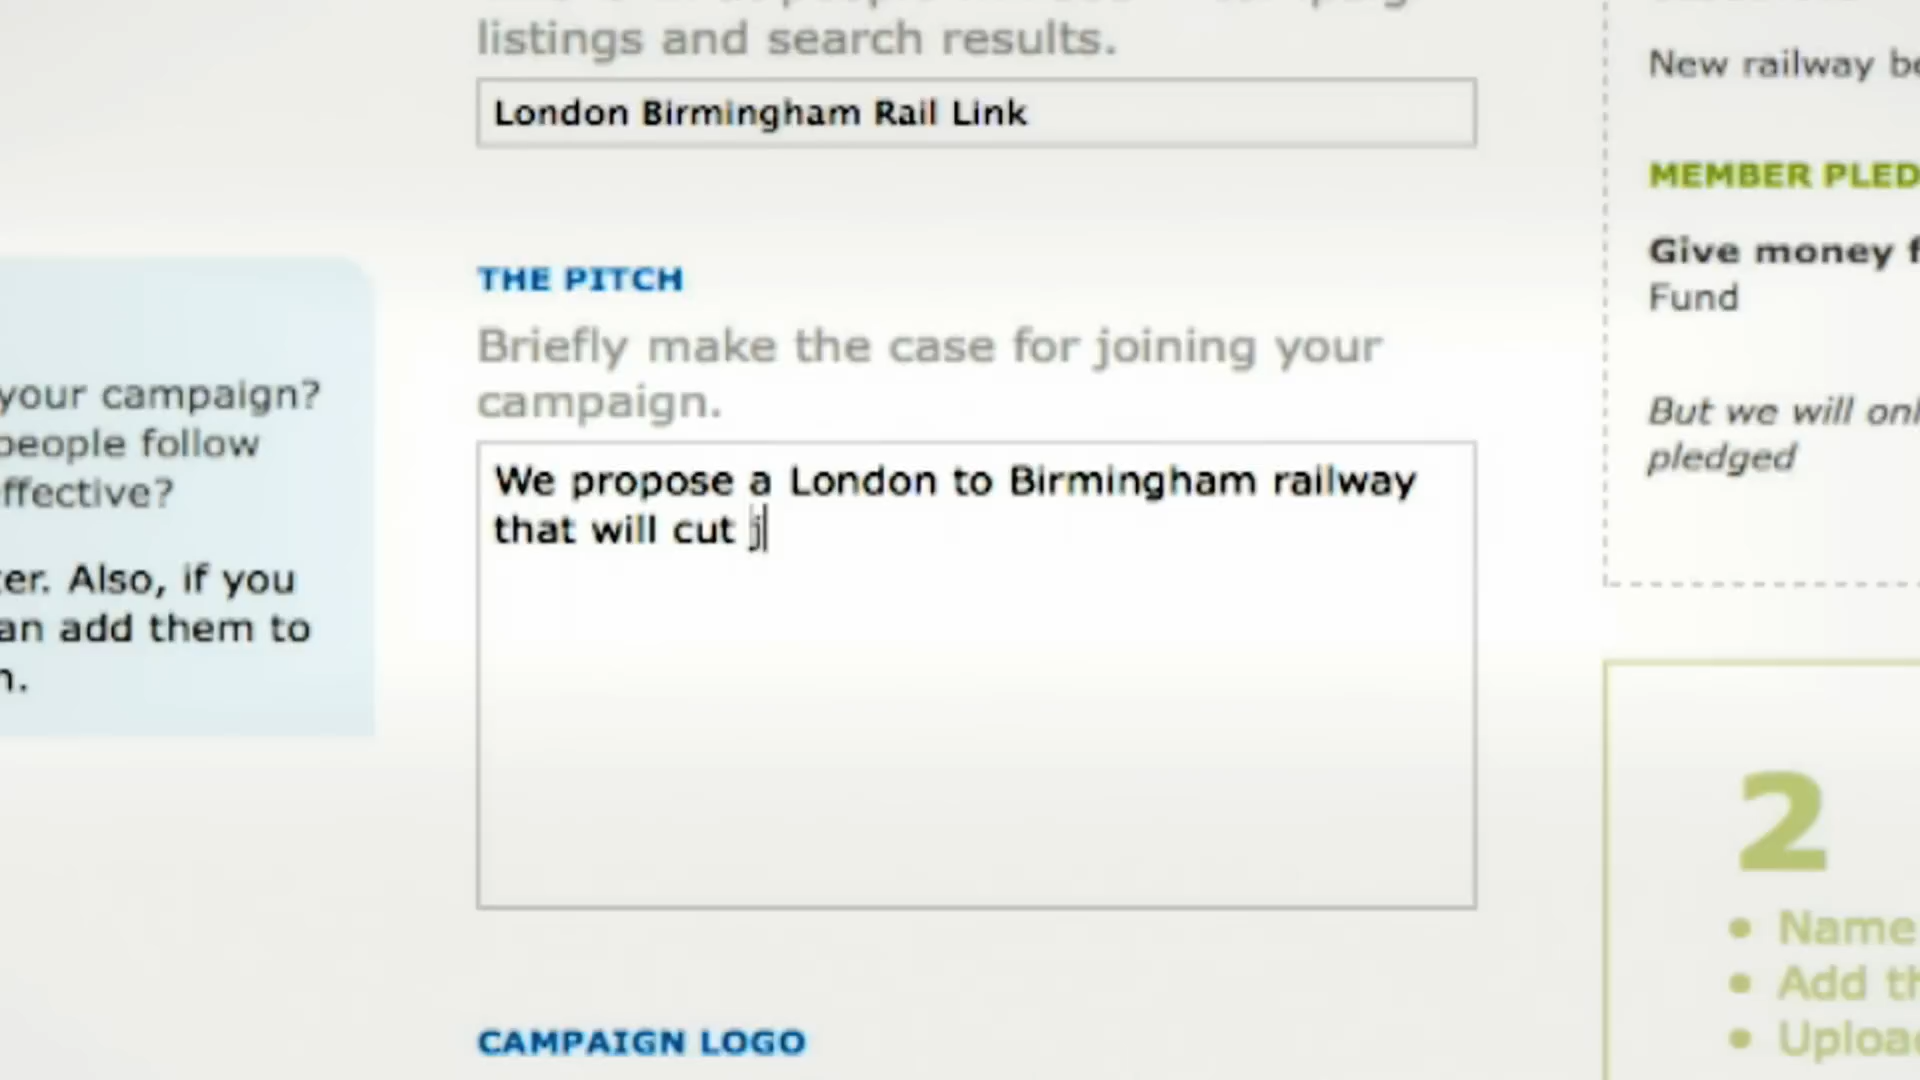 listings and search results.
London Birmingham Rail Link
THE PITCH
Briefly make the case for joining your
campaign.
We propose a London to Birmingham railway
that will cut j
CAMPAIGN LOGO
your campaign?
people follow
ffective?
er. Also, if you
an add them to
n.
New railway be
MEMBER PLED
Give money f
Fund
But we will onl
pledged
2
• Name
• Add th
• Uploa